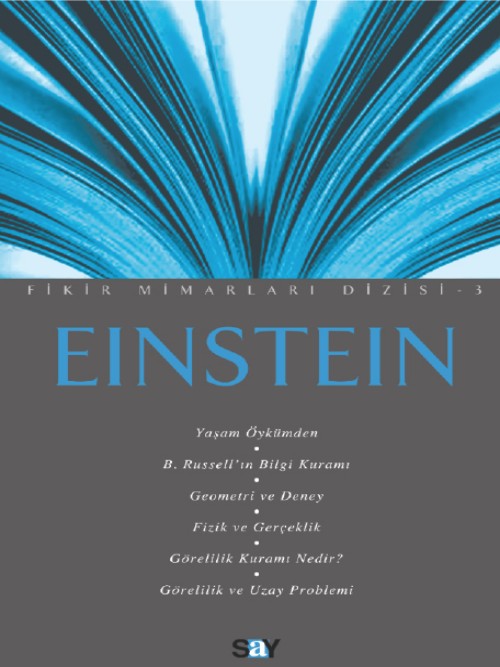 FİKİR MİMARLARI DİZİSİ-3
EINSTEIN
Yaşam Öykümden
B. Russell'ın Bilgi Kuramı
Geometri ve Deney
Fizik ve Gerçeklik
Görelilik Kuramı Nedir?
Görelilik ve Uzay Problemi
SAY